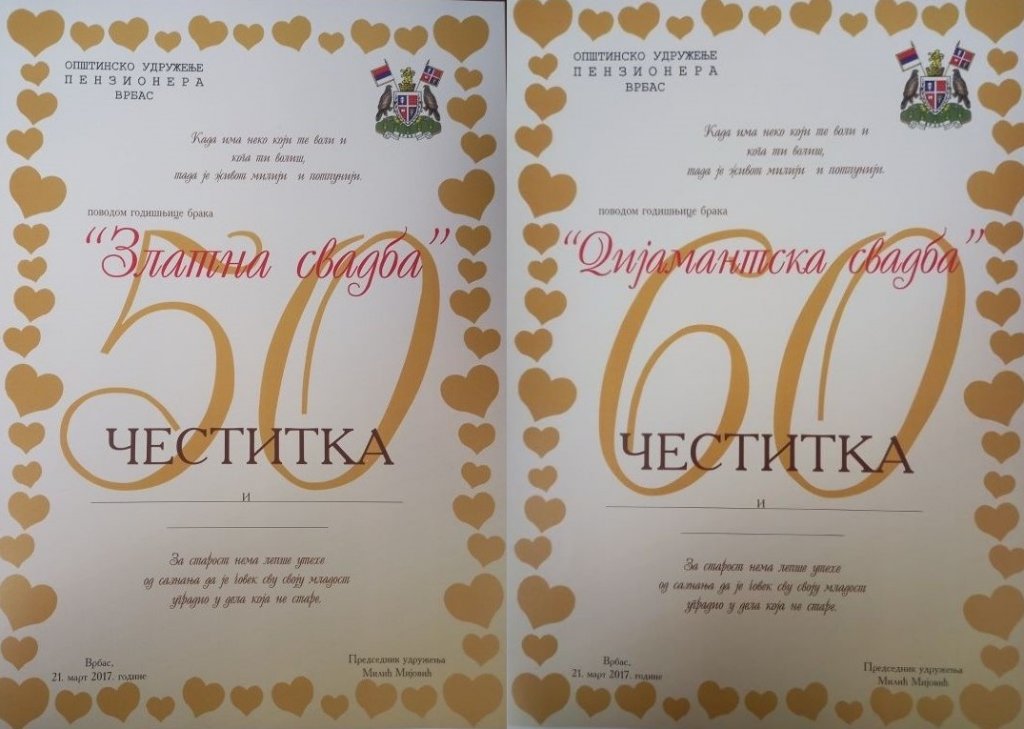 ОПШТИНСКО УДРУЖЕЊЕ
ПЕНЗИОНЕРА
ВРБАС
Када има неко који те воли и
кога ти волиш,
тада је живот милији и потпунији.
поводом годишњице брака
“Златна свадба”
50
ЧЕСТИТКА
и
За старост нема лепше утехе
од сазнања да је човек сву своју младост
уградио у дела која не старе.
Врбас,
21. март 2017. године
Председник удружења
Милић Мијовић
ОПШТИНСКО УДРУЖЕЊЕ
ПЕНЗИОНЕРА
ВРБАС
Када има неко који те воли и
кога ти волиш,
тада је живот милији и потпунији.
поводом годишњице брака
“Дијамантска свадба”
60
ЧЕСТИТКА
и
За старост нема лепше утехе
од сазнања да је човек сву своју младост
уградио у дела која не старе.
Врбас,
21. март 2017. године
Председник удружења
Милић Мијовић